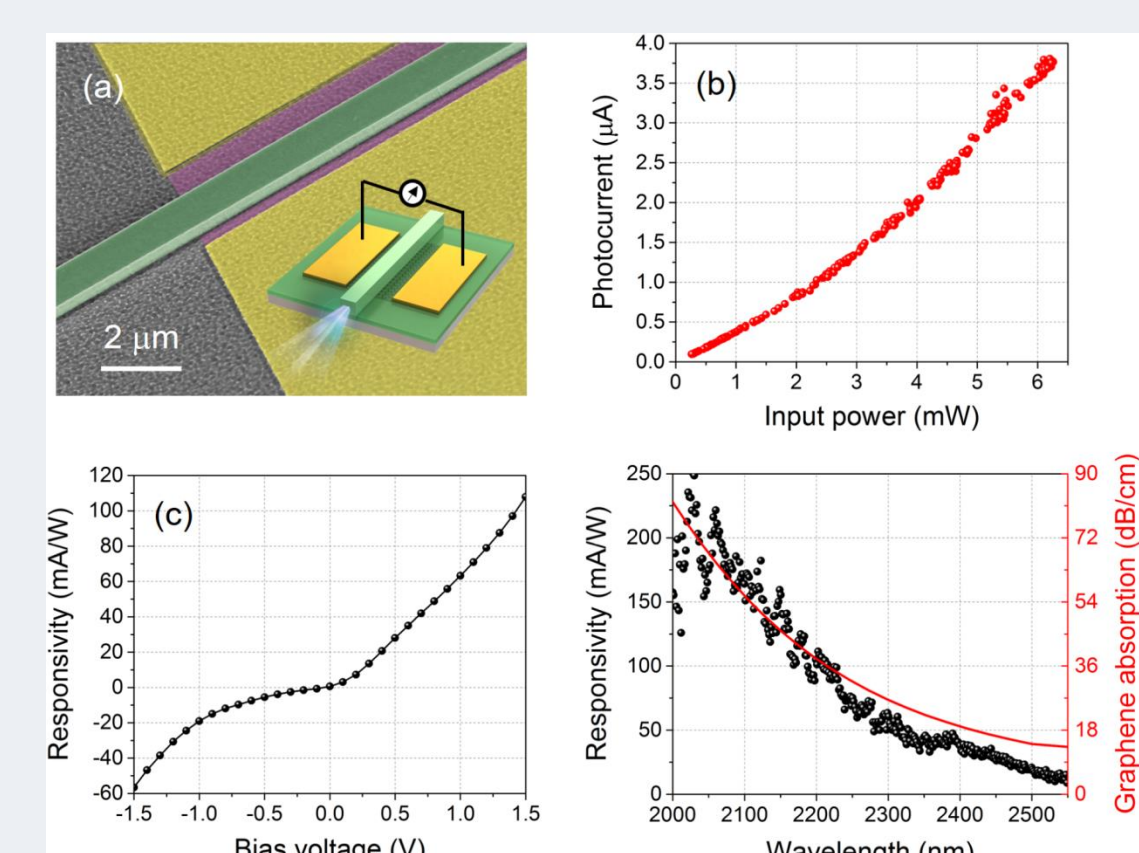 (a)
2 μm
(b)
Photocurrent (μA)
4.0
3.5
3.0
2.5
2.0
1.5
1.0
0.5
0.0
0 1 2 3 4 5 6
Input power (mW)
(c)
Responsivity (mA/W)
120
100
80
60
40
20
0
-20
-40
-60
-1.5 -1.0 -0.5 0.0 0.5 1.0 1.5
Bias voltage (V)
Responsivity (mA/W)
250
200
150
100
50
0
2000 2100 2200 2300 2400 2500
Wavelength (nm)
90
72
54
36
18
0
Graphene absorption (dB/cm)